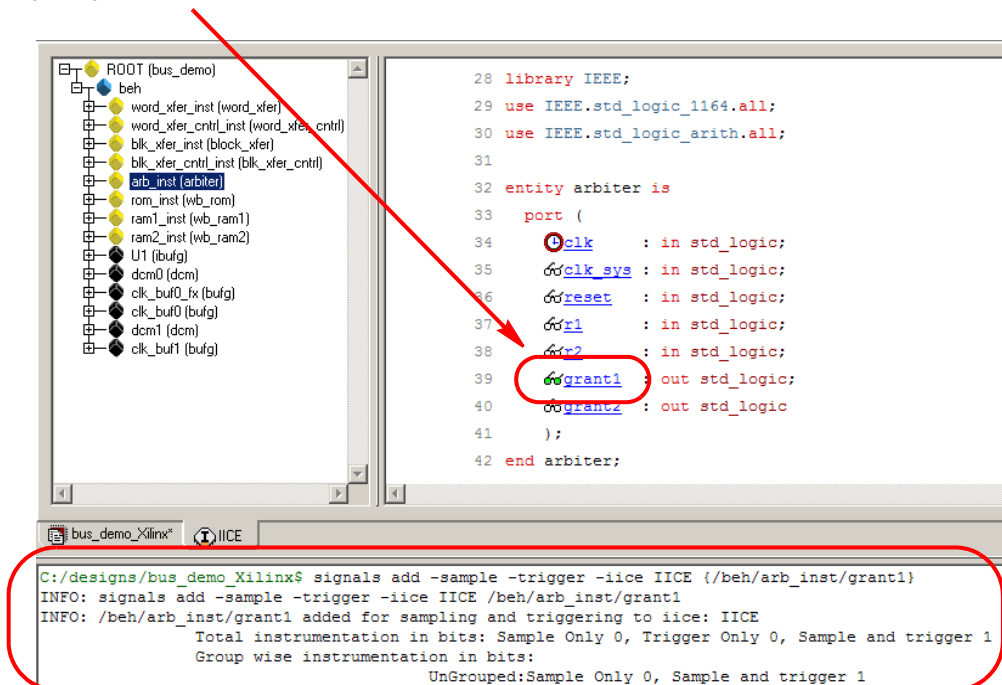 ROOT (bus_demo)
beh
word_xfer_inst (word_xfer)
word_xfer_cntrl_inst (word_xfer_cntrl)
blk_xfer_inst (block_xfer)
blk_xfer_cntrl_inst (blk_xfer_cntrl)
arb_inst (arbiter)
rom_inst (wb_rom)
ram1_inst (wb_ram1)
ram2_inst (wb_ram2)
U1 (ibufg)
dcm0 (dcm)
clk_buf0_fx (bufg)
clk_buf0 (bufg)
dcm1 (dcm)
clk_buf1 (bufg)
28 library IEEE;
29 use IEEE.std_logic_1164.all;
30 use IEEE.std_logic_arith.all;
31
32 entity arbiter is
33 port (
34 clk : in std_logic;
35 clk_sys : in std_logic;
36 reset : in std_logic;
37 r1 : in std_logic;
38 r2 : in std_logic;
39 grant1 : out std_logic;
40 grant2 : out std_logic
41 );
42 end arbiter;
bus_demo_Xilinx* IICE
C:/designs/bus_demo_Xilinx$ signals add -sample -trigger -iice IICE {/beh/arb_inst/grant1}
INFO: signals add -sample -trigger -iice IICE /beh/arb_inst/grant1
INFO: /beh/arb_inst/grant1 added for sampling and triggering to iice: IICE
Total instrumentation in bits: Sample Only 0, Trigger Only 0, Sample and trigger 1
Group wise instrumentation in bits:
UnGrouped:Sample Only 0, Sample and trigger 1